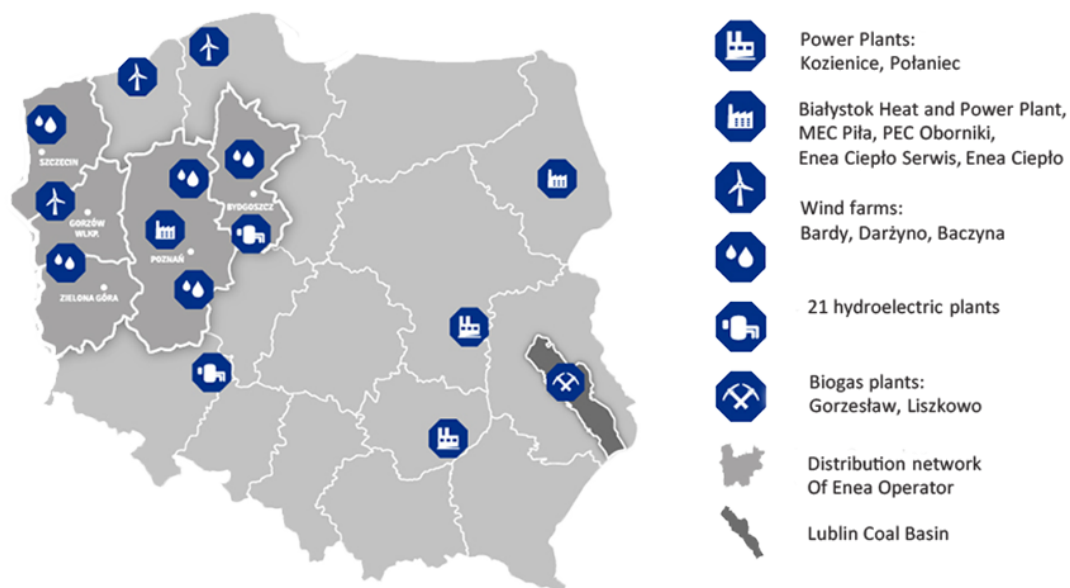 SZCZECIN
GORZÓW
WLKP.
BYDGOSZCZ
POZNAŃ
ZIELONA GÓRA
Power Plants:
Kozienice, Połaniec
Białystok Heat and Power Plant,
MEC Piła, PEC Oborniki,
Enea Ciepło Serwis, Enea Ciepło
Wind farms:
Bardy, Darżyno, Baczyna
21 hydroelectric plants
Biogas plants:
Gorzesław, Liszkowo
Distribution network
Of Enea Operator
Lublin Coal Basin